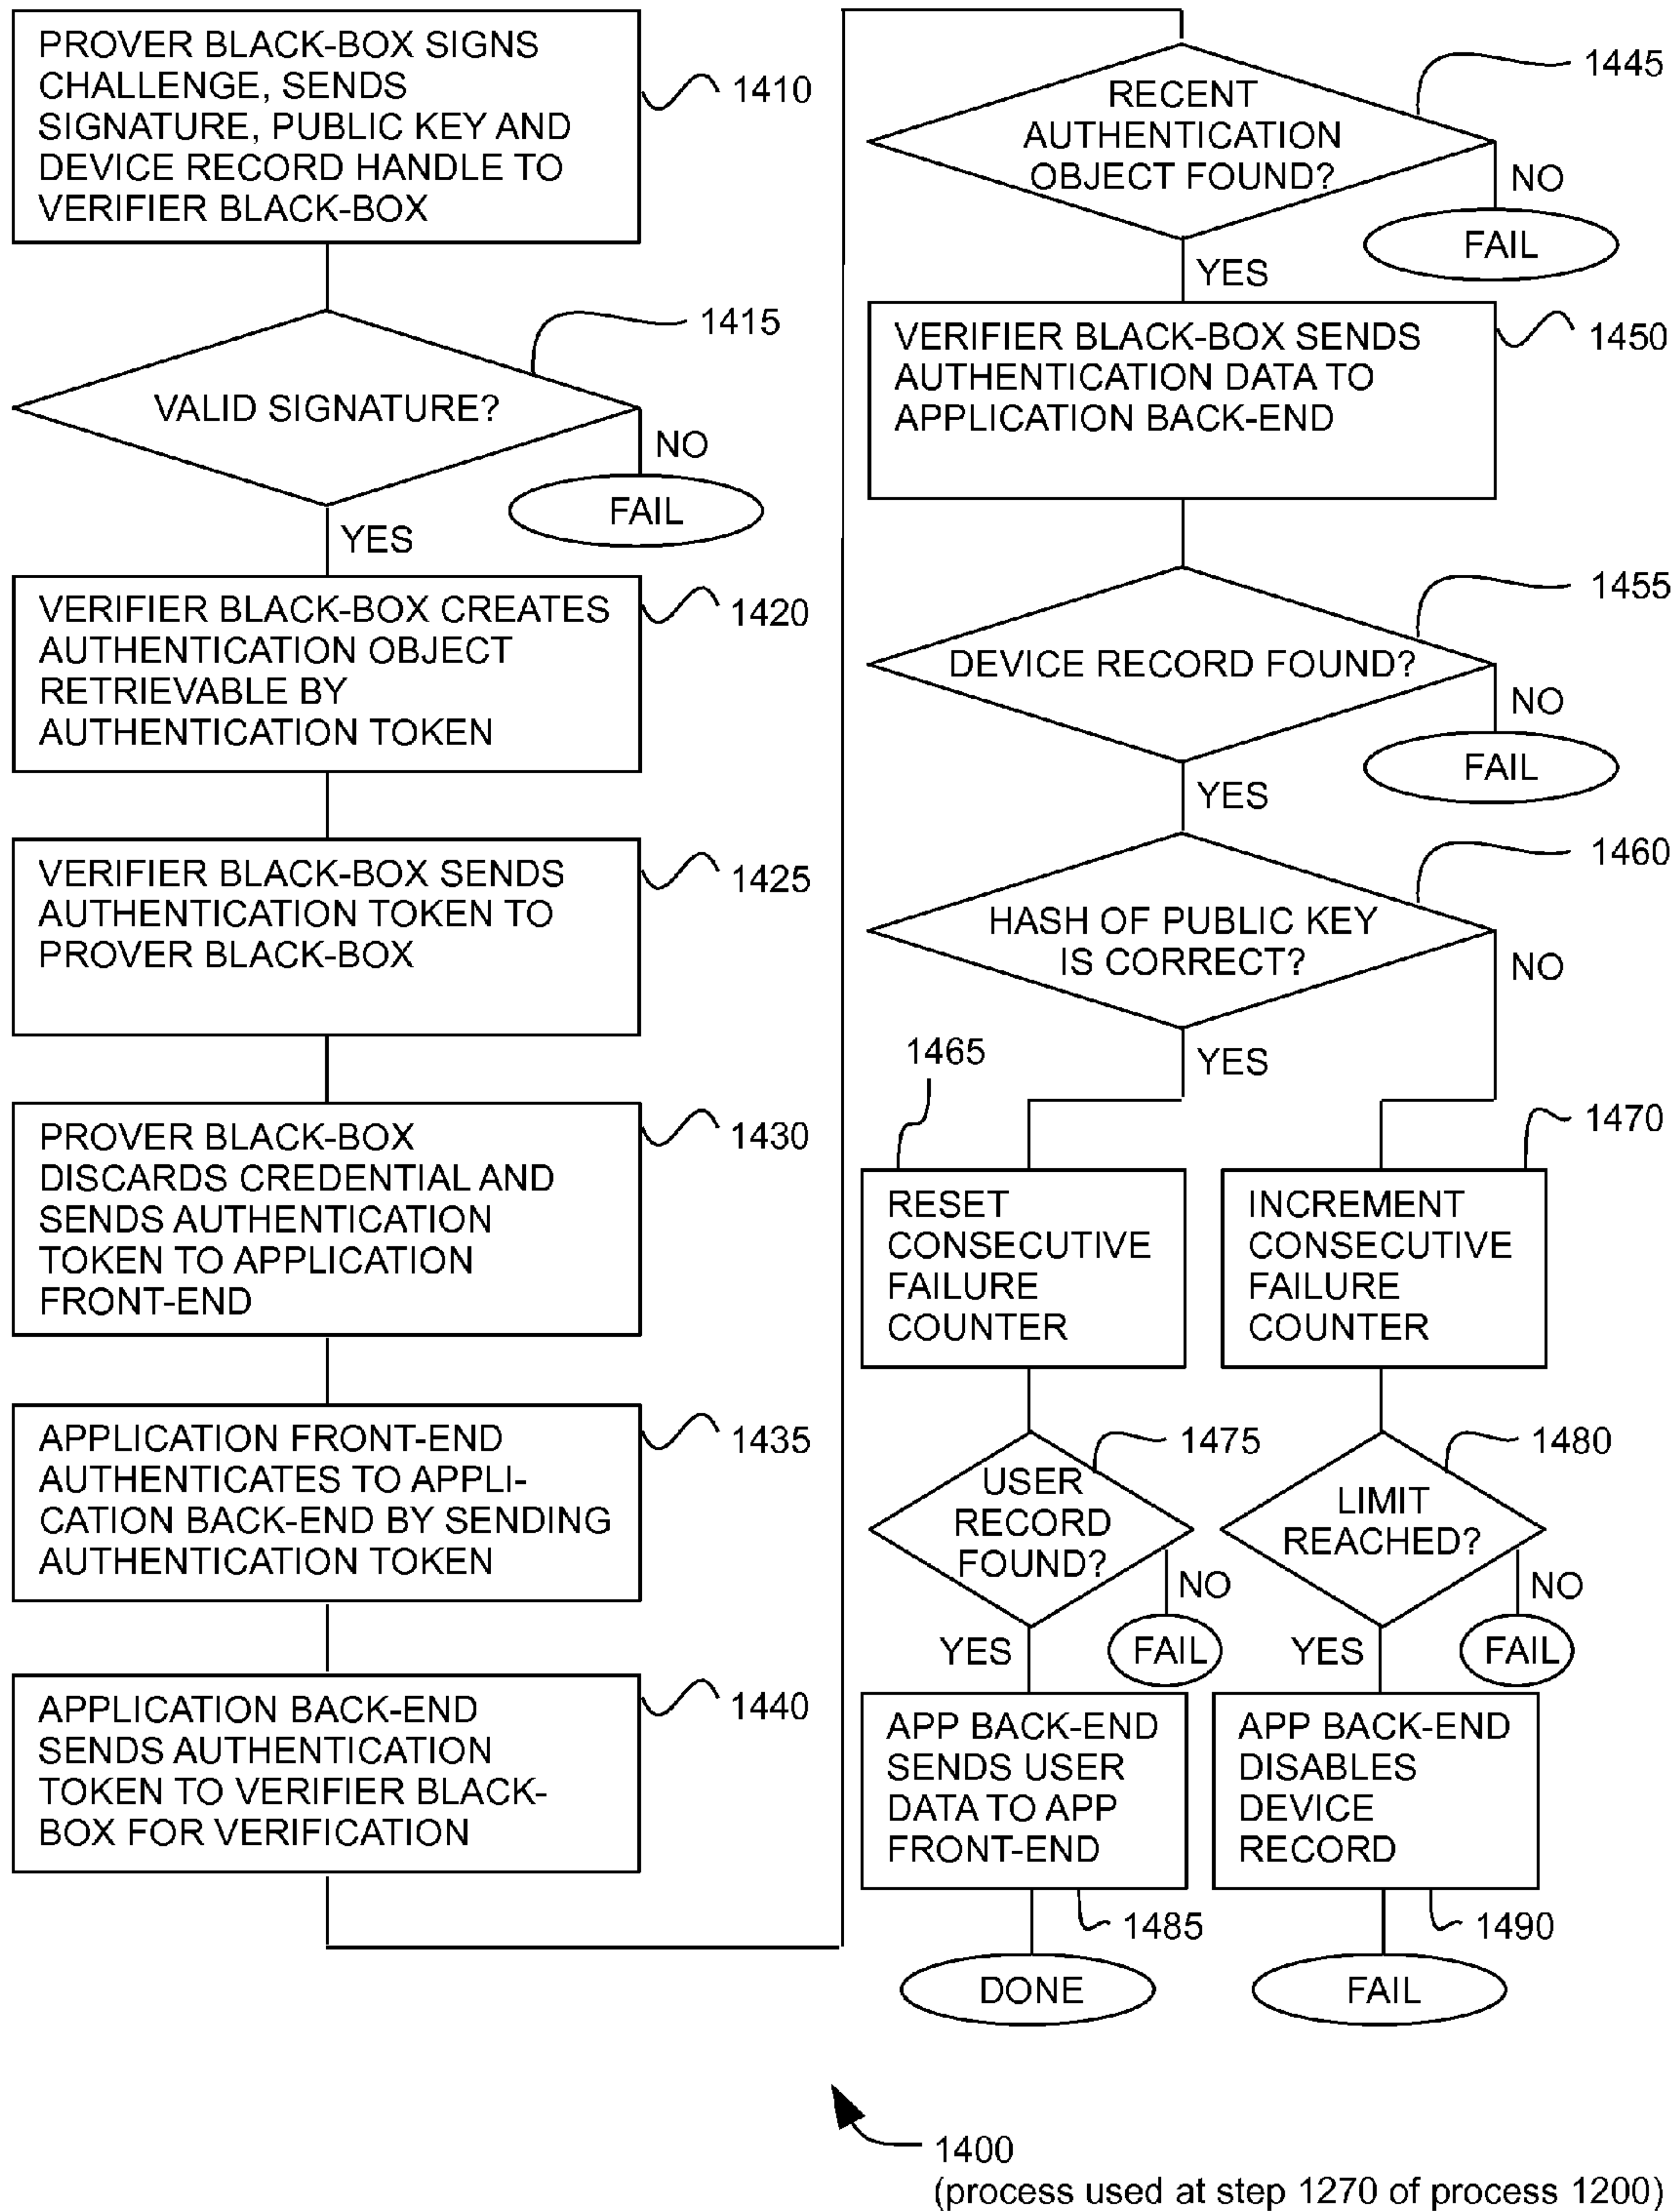 PROVER BLACK-BOX SIGNS
CHALLENGE, SENDS
SIGNATURE, PUBLIC KEY AND
DEVICE RECORD HANDLE TO
VERIFIER BLACK-BOX
1410
VALID SIGNATURE?
1415
NO
FAIL
YES
VERIFIER BLACK-BOX CREATES
AUTHENTICATION OBJECT
RETRIEVABLE BY
AUTHENTICATION TOKEN
1420
VERIFIER BLACK-BOX SENDS
AUTHENTICATION TOKEN TO
PROVER BLACK-BOX
1425
PROVER BLACK-BOX
DISCARDS CREDENTIAL AND
SENDS AUTHENTICATION
TOKEN TO APPLICATION
FRONT-END
1430
APPLICATION FRONT-END
AUTHENTICATES TO APPLI-
CATION BACK-END BY SENDING
AUTHENTICATION TOKEN
1435
APPLICATION BACK-END
SENDS AUTHENTICATION
TOKEN TO VERIFIER BLACK-
BOX FOR VERIFICATION
1440
RECENT
AUTHENTICATION
OBJECT FOUND?
1445
NO
FAIL
YES
VERIFIER BLACK-BOX SENDS
AUTHENTICATION DATA TO
APPLICATION BACK-END
1450
DEVICE RECORD FOUND?
1455
NO
FAIL
YES
HASH OF PUBLIC KEY
IS CORRECT?
1460
NO
YES
1465
RESET
CONSECUTIVE
FAILURE
COUNTER
1470
INCREMENT
CONSECUTIVE
FAILURE
COUNTER
USER
RECORD
FOUND?
1475
NO
FAIL
YES
LIMIT
REACHED?
1480
NO
FAIL
YES
APP BACK-END
SENDS USER
DATA TO APP
FRONT-END
1485
DONE
APP BACK-END
DISABLES
DEVICE
RECORD
1490
FAIL
1400
(process used at step 1270 of process 1200)